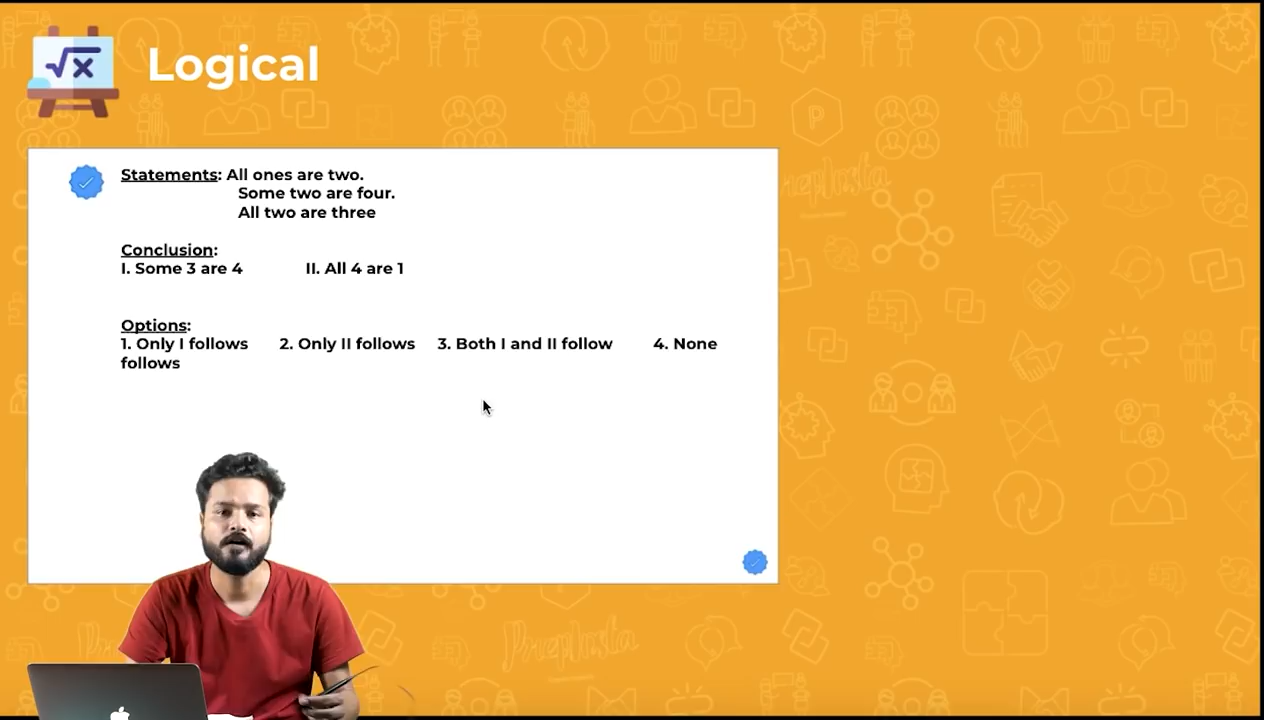 √x Logical
Statements: All ones are two.
Some two are four.
All two are three
Conclusion:
I. Some 3 are 4 II. All 4 are 1
Options:
1. Only I follows 2. Only II follows 3. Both I and II follow 4. None
follows
P
PrepInsta
PrepInsta